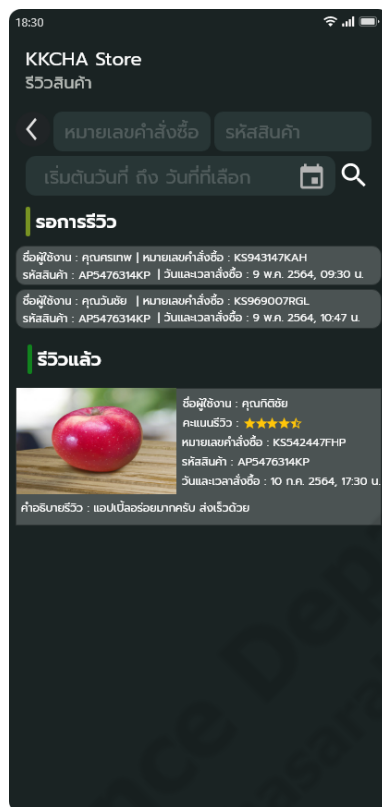 18:30
KKCHA Store
รีวิวสินค้า
หมายเลขคำสั่งซื้อ
รหัสสินค้า
เริ่มต้นวันที่ ถึง วันที่ที่เลือก
รอการรีวิว
ชื่อผู้ใช้งาน : คุณศรเทพ | หมายเลขคำสั่งซื้อ : KS943147KAH
รหัสสินค้า : AP5476314KP | วันและเวลาสั่งซื้อ : 9 พ.ค. 2564, 09:30 น.
ชื่อผู้ใช้งาน : คุณวันชัย | หมายเลขคำสั่งซื้อ : KS969007RGL
รหัสสินค้า : AP5476314KP | วันและเวลาสั่งซื้อ : 9 พ.ค. 2564, 10:47 น.
รีวิวแล้ว
ชื่อผู้ใช้งาน : คุณกิติชัย
คะแนนรีวิว :
หมายเลขคำสั่งซื้อ : KS542447FHP
รหัสสินค้า : AP5476314KP
วันและเวลาสั่งซื้อ : 10 ก.ค. 2564, 17:30 น.
คำอธิบายรีวิว : แอปเปิ้ลอร่อยมากครับ ส่งเร็วด้วย